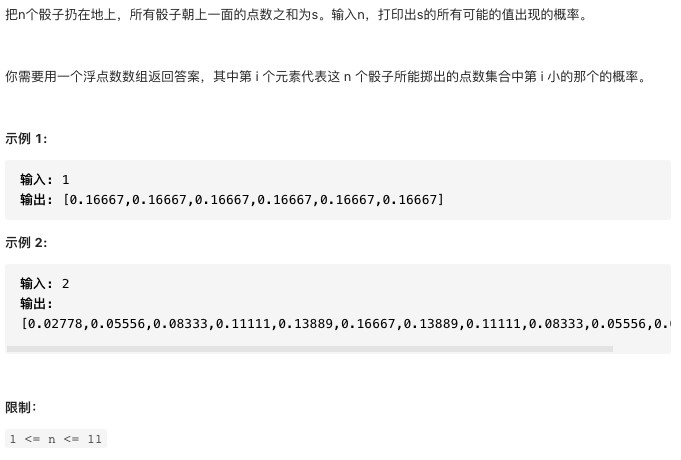 把n个骰子扔在地上，所有骰子朝上一面的点数之和为s。输入n，打印出s的所有可能的值出现的概率。
你需要用一个浮点数数组返回答案，其中第 i 个元素代表这 n 个骰子所能掷出的点数集合中第 i 小的那个的概率。
示例 1:
输入: 1
输出: [0.16667,0.16667,0.16667,0.16667,0.16667,0.16667]
示例 2:
输入: 2
输出:
[0.02778,0.05556,0.08333,0.11111,0.13889,0.16667,0.13889,0.11111,0.08333,0.05556,0.
限制：
1 <= n <= 11